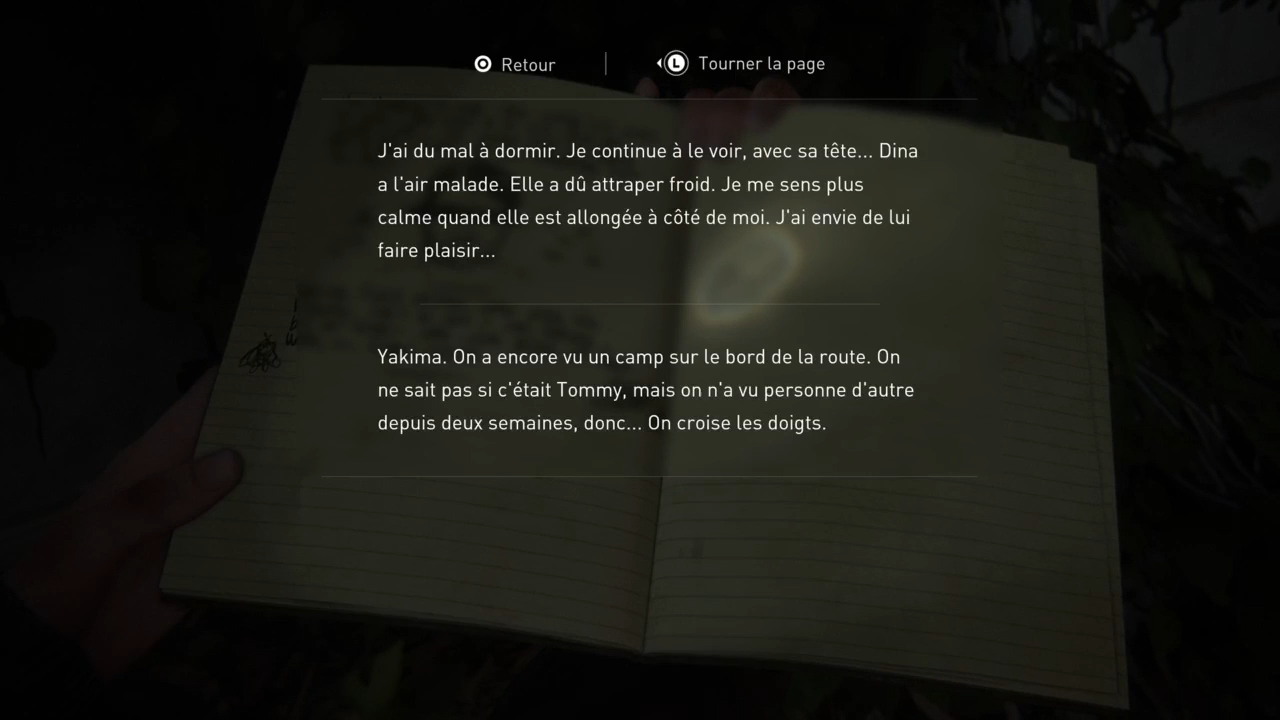 Retour
L Tourner la page
J'ai du mal à dormir. Je continue à le voir, avec sa tête... Dina
a l'air malade. Elle a dû attraper froid. Je me sens plus
calme quand elle est allongée à côté de moi. J'ai envie de lui
faire plaisir...
Yakima. On a encore vu un camp sur le bord de la route. On
ne sait pas si c'était Tommy, mais on n'a vu personne d'autre
depuis deux semaines, donc... On croise les doigts.